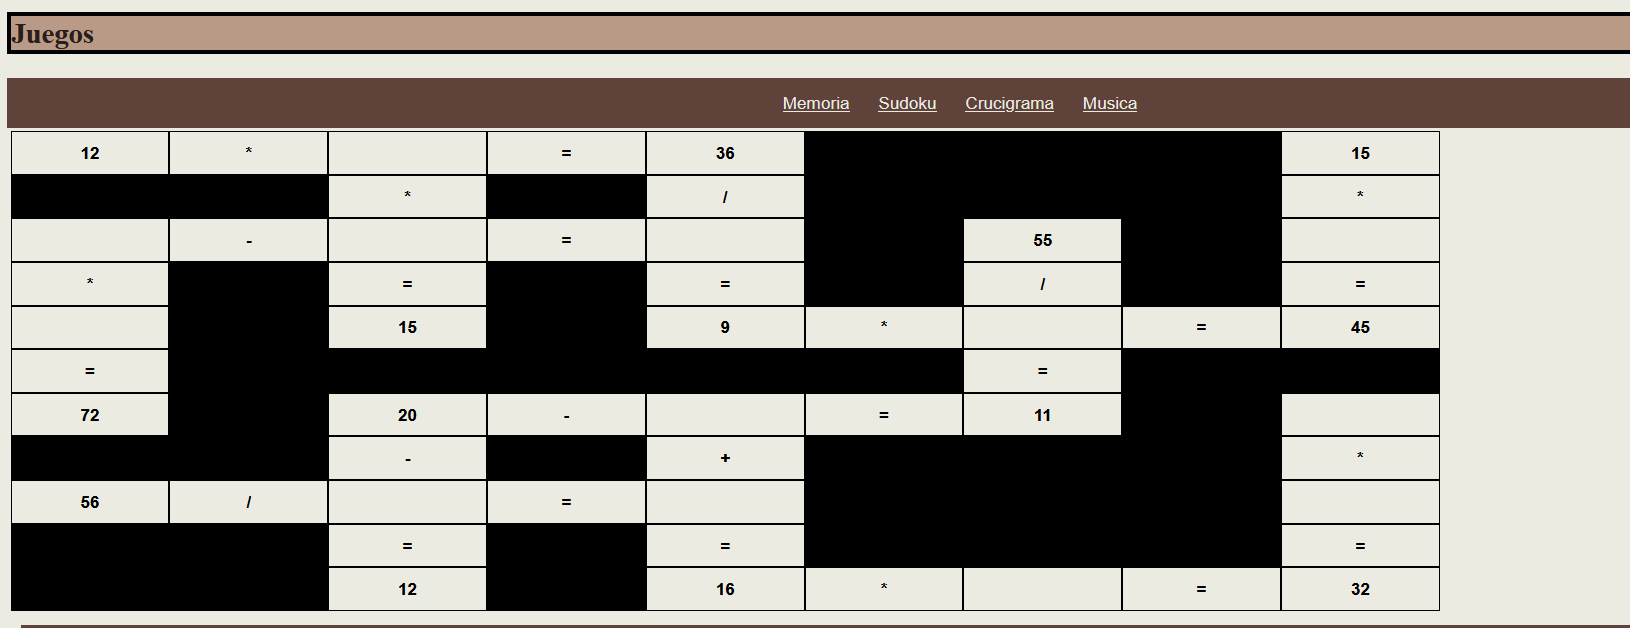 Juegos
Memoria Sudoku Crucigrama Musica
12 * = 36 15
* / *
- = 55
* = = / =
15 9 * = 45
= =
72 20 - = 11
- + *
56 / =
= = =
12 16 * = 32